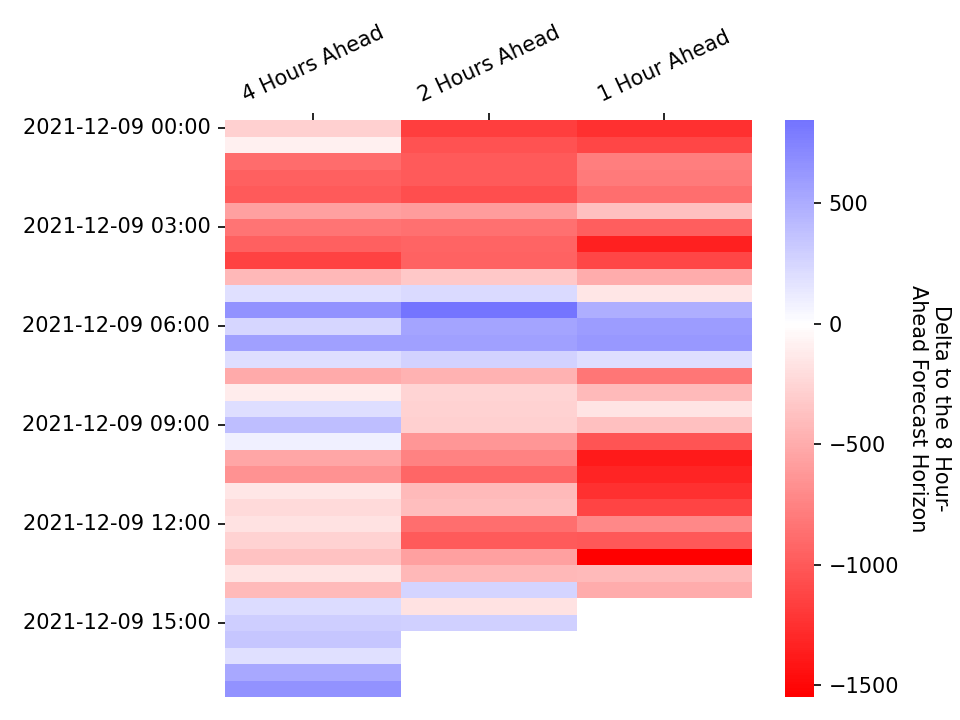 4 Hours Ahead
2 Hours Ahead
1 Hour Ahead
2021-12-09 00:00
2021-12-09 03:00
2021-12-09 06:00
2021-12-09 09:00
2021-12-09 12:00
2021-12-09 15:00
500
0
−500
−1000
−1500
Delta to the 8 Hour-
Ahead Forecast Horizon